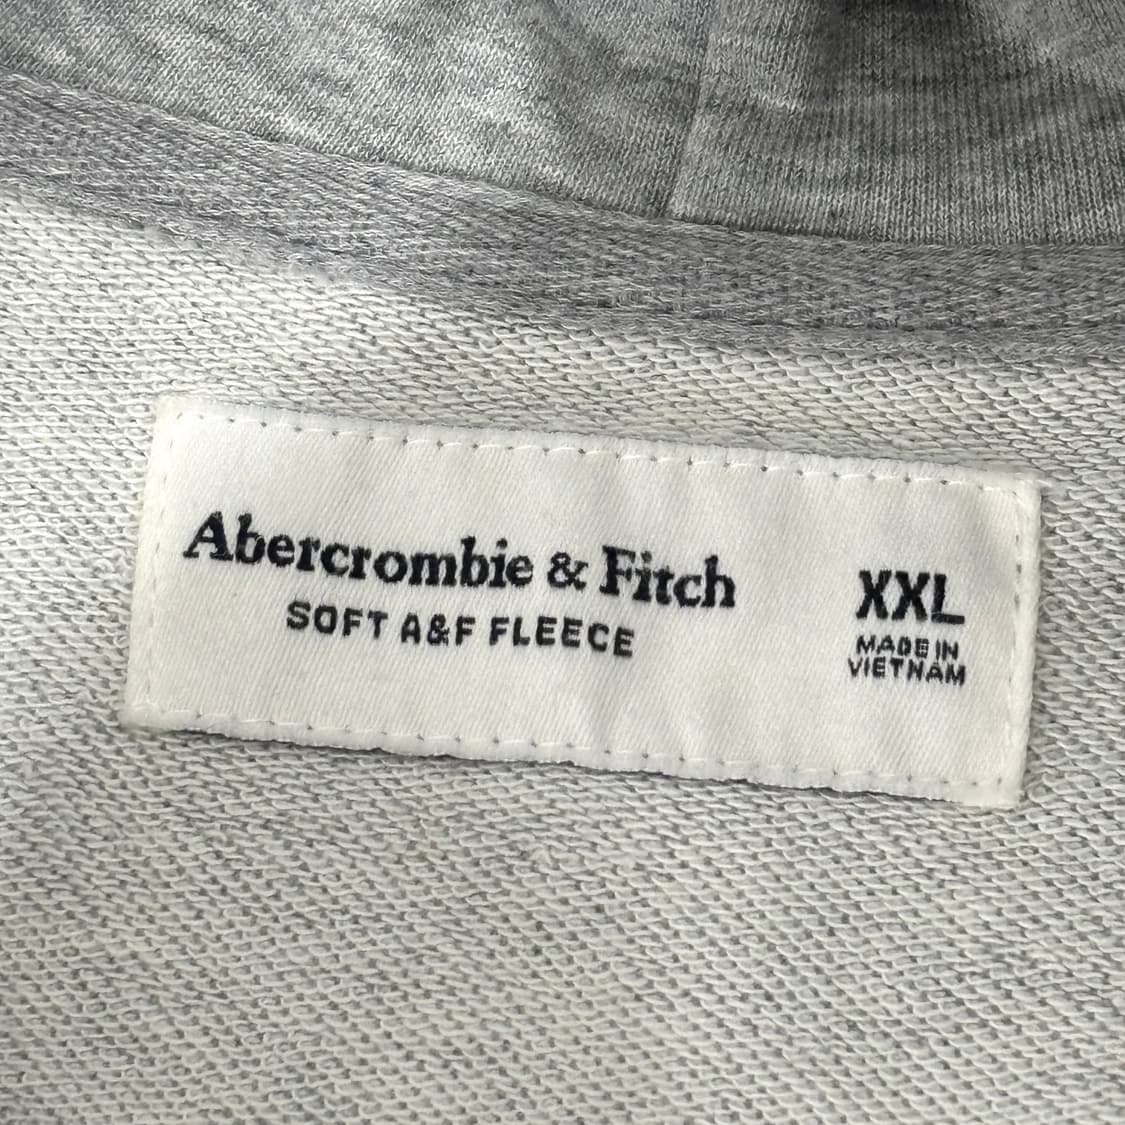 Abercrombie & Fitch
SOFT A&F FLEECE
XXL
MADE IN
VIETNAM